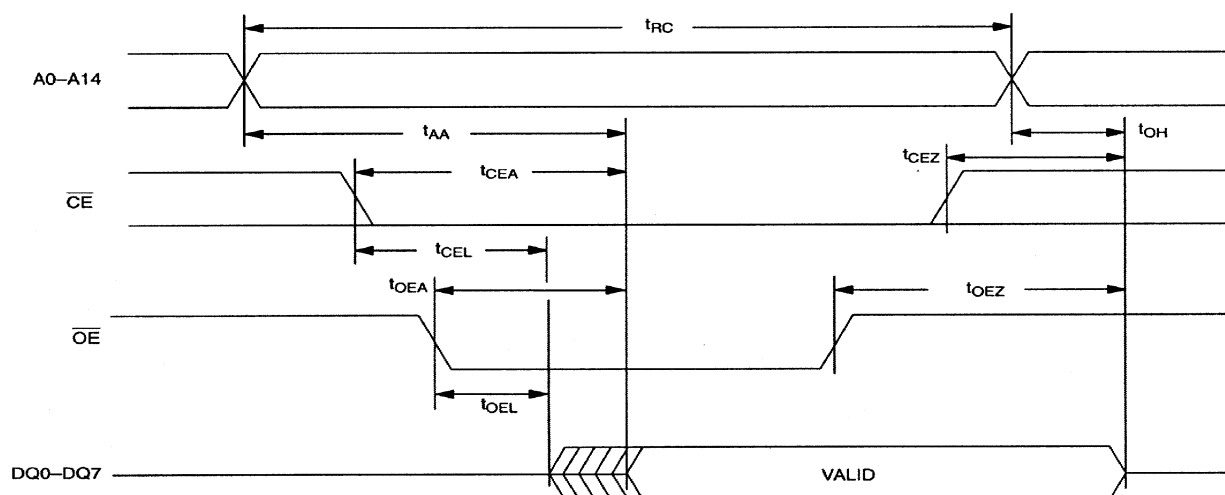 tRC
A0–A14
tAA
tOH
tCEZ
tCEA
CE
tCEL
tOEA
tOEZ
OE
tOEL
DQ0–DQ7
VALID